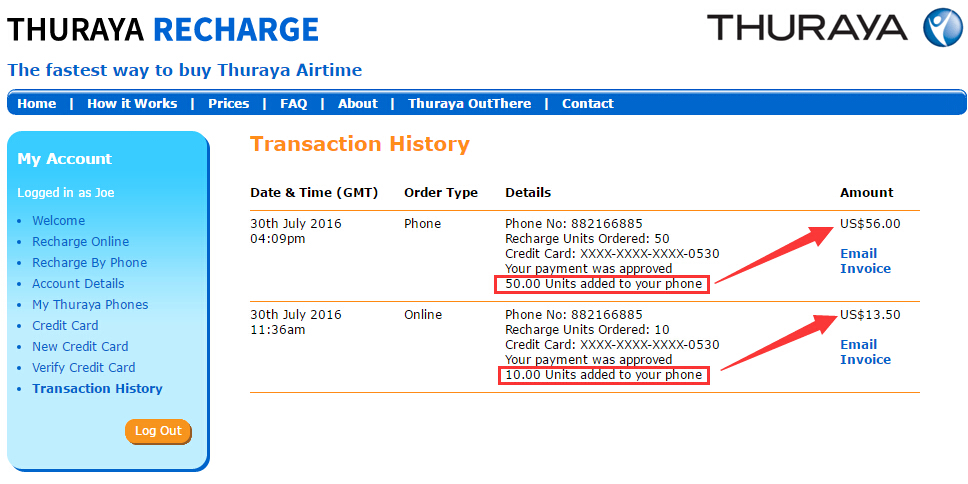 THURAYA RECHARGE
THURAYA
The fastest way to buy Thuraya Airtime
Home | How it Works | Prices | FAQ | About | Thuraya OutThere | Contact
My Account
Logged in as Joe
• Welcome
• Recharge Online
• Recharge By Phone
• Account Details
• My Thuraya Phones
• Credit Card
• New Credit Card
• Verify Credit Card
• Transaction History
Log Out
Transaction History
Date & Time (GMT) Order Type Details Amount
30th July 2016 Phone Phone No: 882166885 US$56.00
04:09pm Recharge Units Ordered: 50
Credit Card: XXXX-XXXX-XXXX-0530 Email
Your payment was approved Invoice
50.00 Units added to your phone
30th July 2016 Online Phone No: 882166885 US$13.50
11:36am Recharge Units Ordered: 10
Credit Card: XXXX-XXXX-XXXX-0530 Email
Your payment was approved Invoice
10.00 Units added to your phone